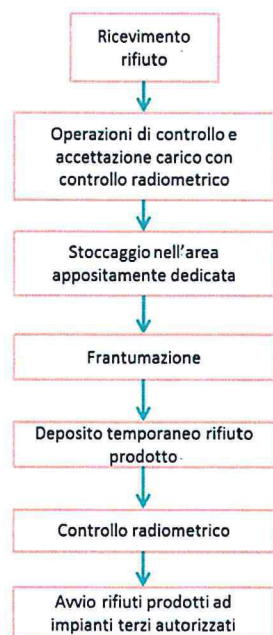 Ricevimento
rifiuto
Operazioni di controllo e
accettazione carico con
controllo radiometrico
Stoccaggio nell'area
appositamente dedicata
Frantumazione
Deposito temporaneo rifiuto
prodotto
Controllo radiometrico
Avvio rifiuti prodotti ad
impianti terzi autorizzati